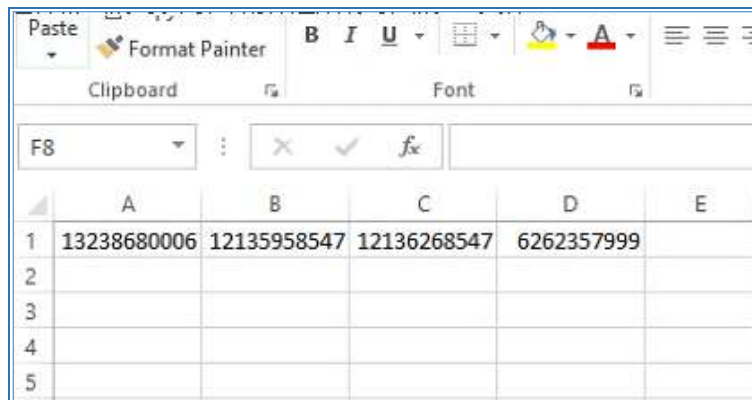 Paste
Format Painter
B I U A
Clipboard
Font
F8
fx
A B C D E
1 13238680006 12135958547 12136268547 6262357999
2
3
4
5